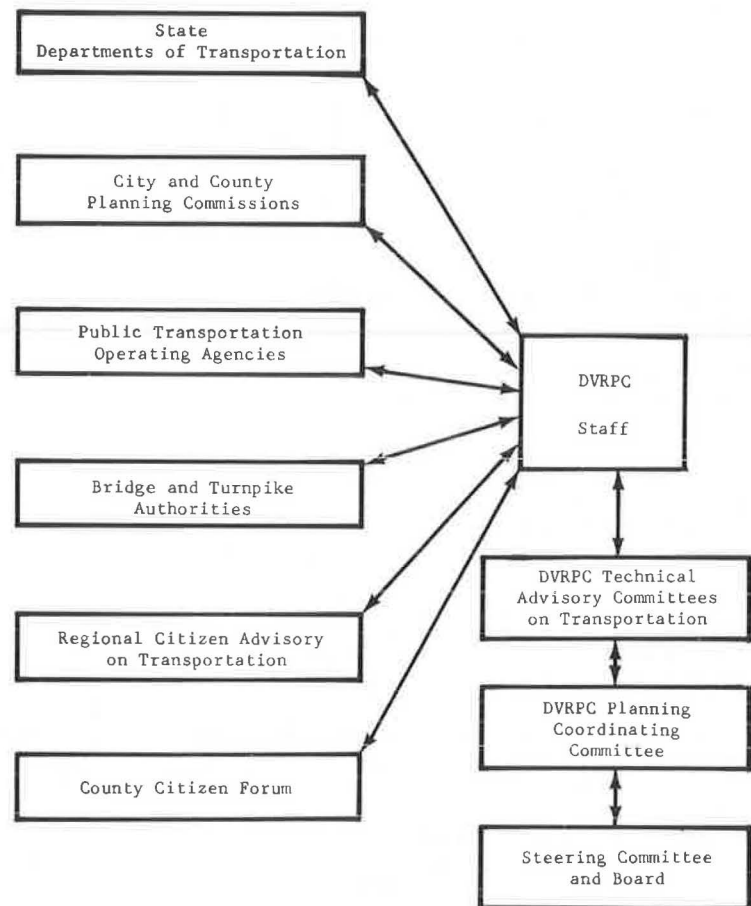 State
Departments of Transportation
City and County
Planning Commissions
Public Transportation
Operating Agencies
Bridge and Turnpike
Authorities
Regional Citizen Advisory
on Transportation
County Citizen Forum
DVRPC
Staff
DVRPC Technical
Advisory Committees
on Transportation
DVRPC Planning
Coordinating
Committee
Steering Committee
and Board